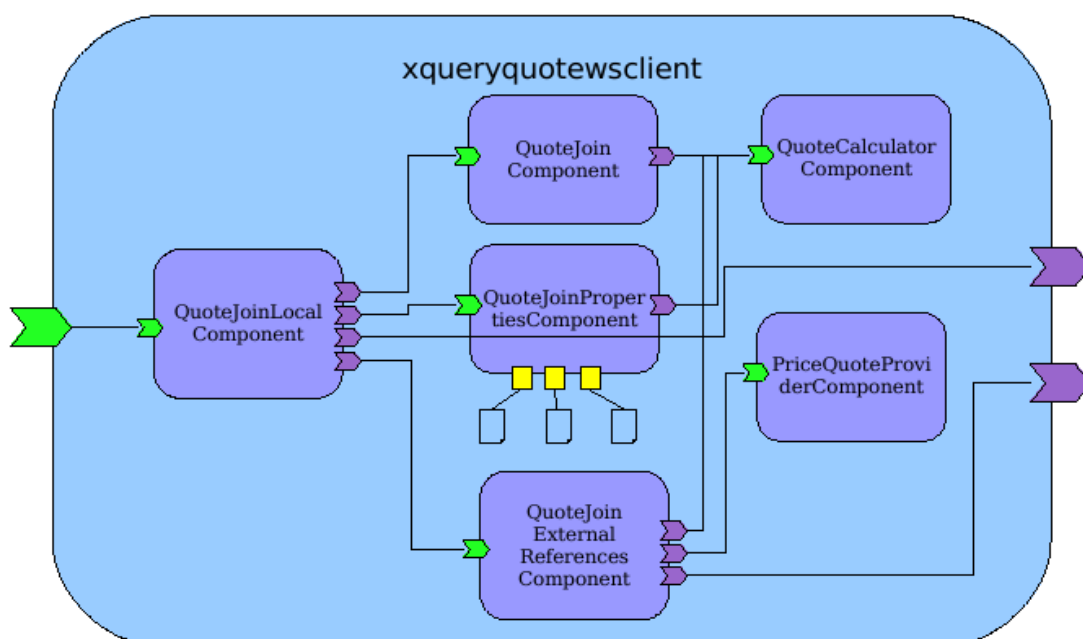 xqueryquotewsclient
QuoteJoin
Component
QuoteCalculator
Component
QuoteJoinLocal
Component
QuoteJoinProper
tiesComponent
PriceQuoteProvi
derComponent
QuoteJoin
External
References
Component